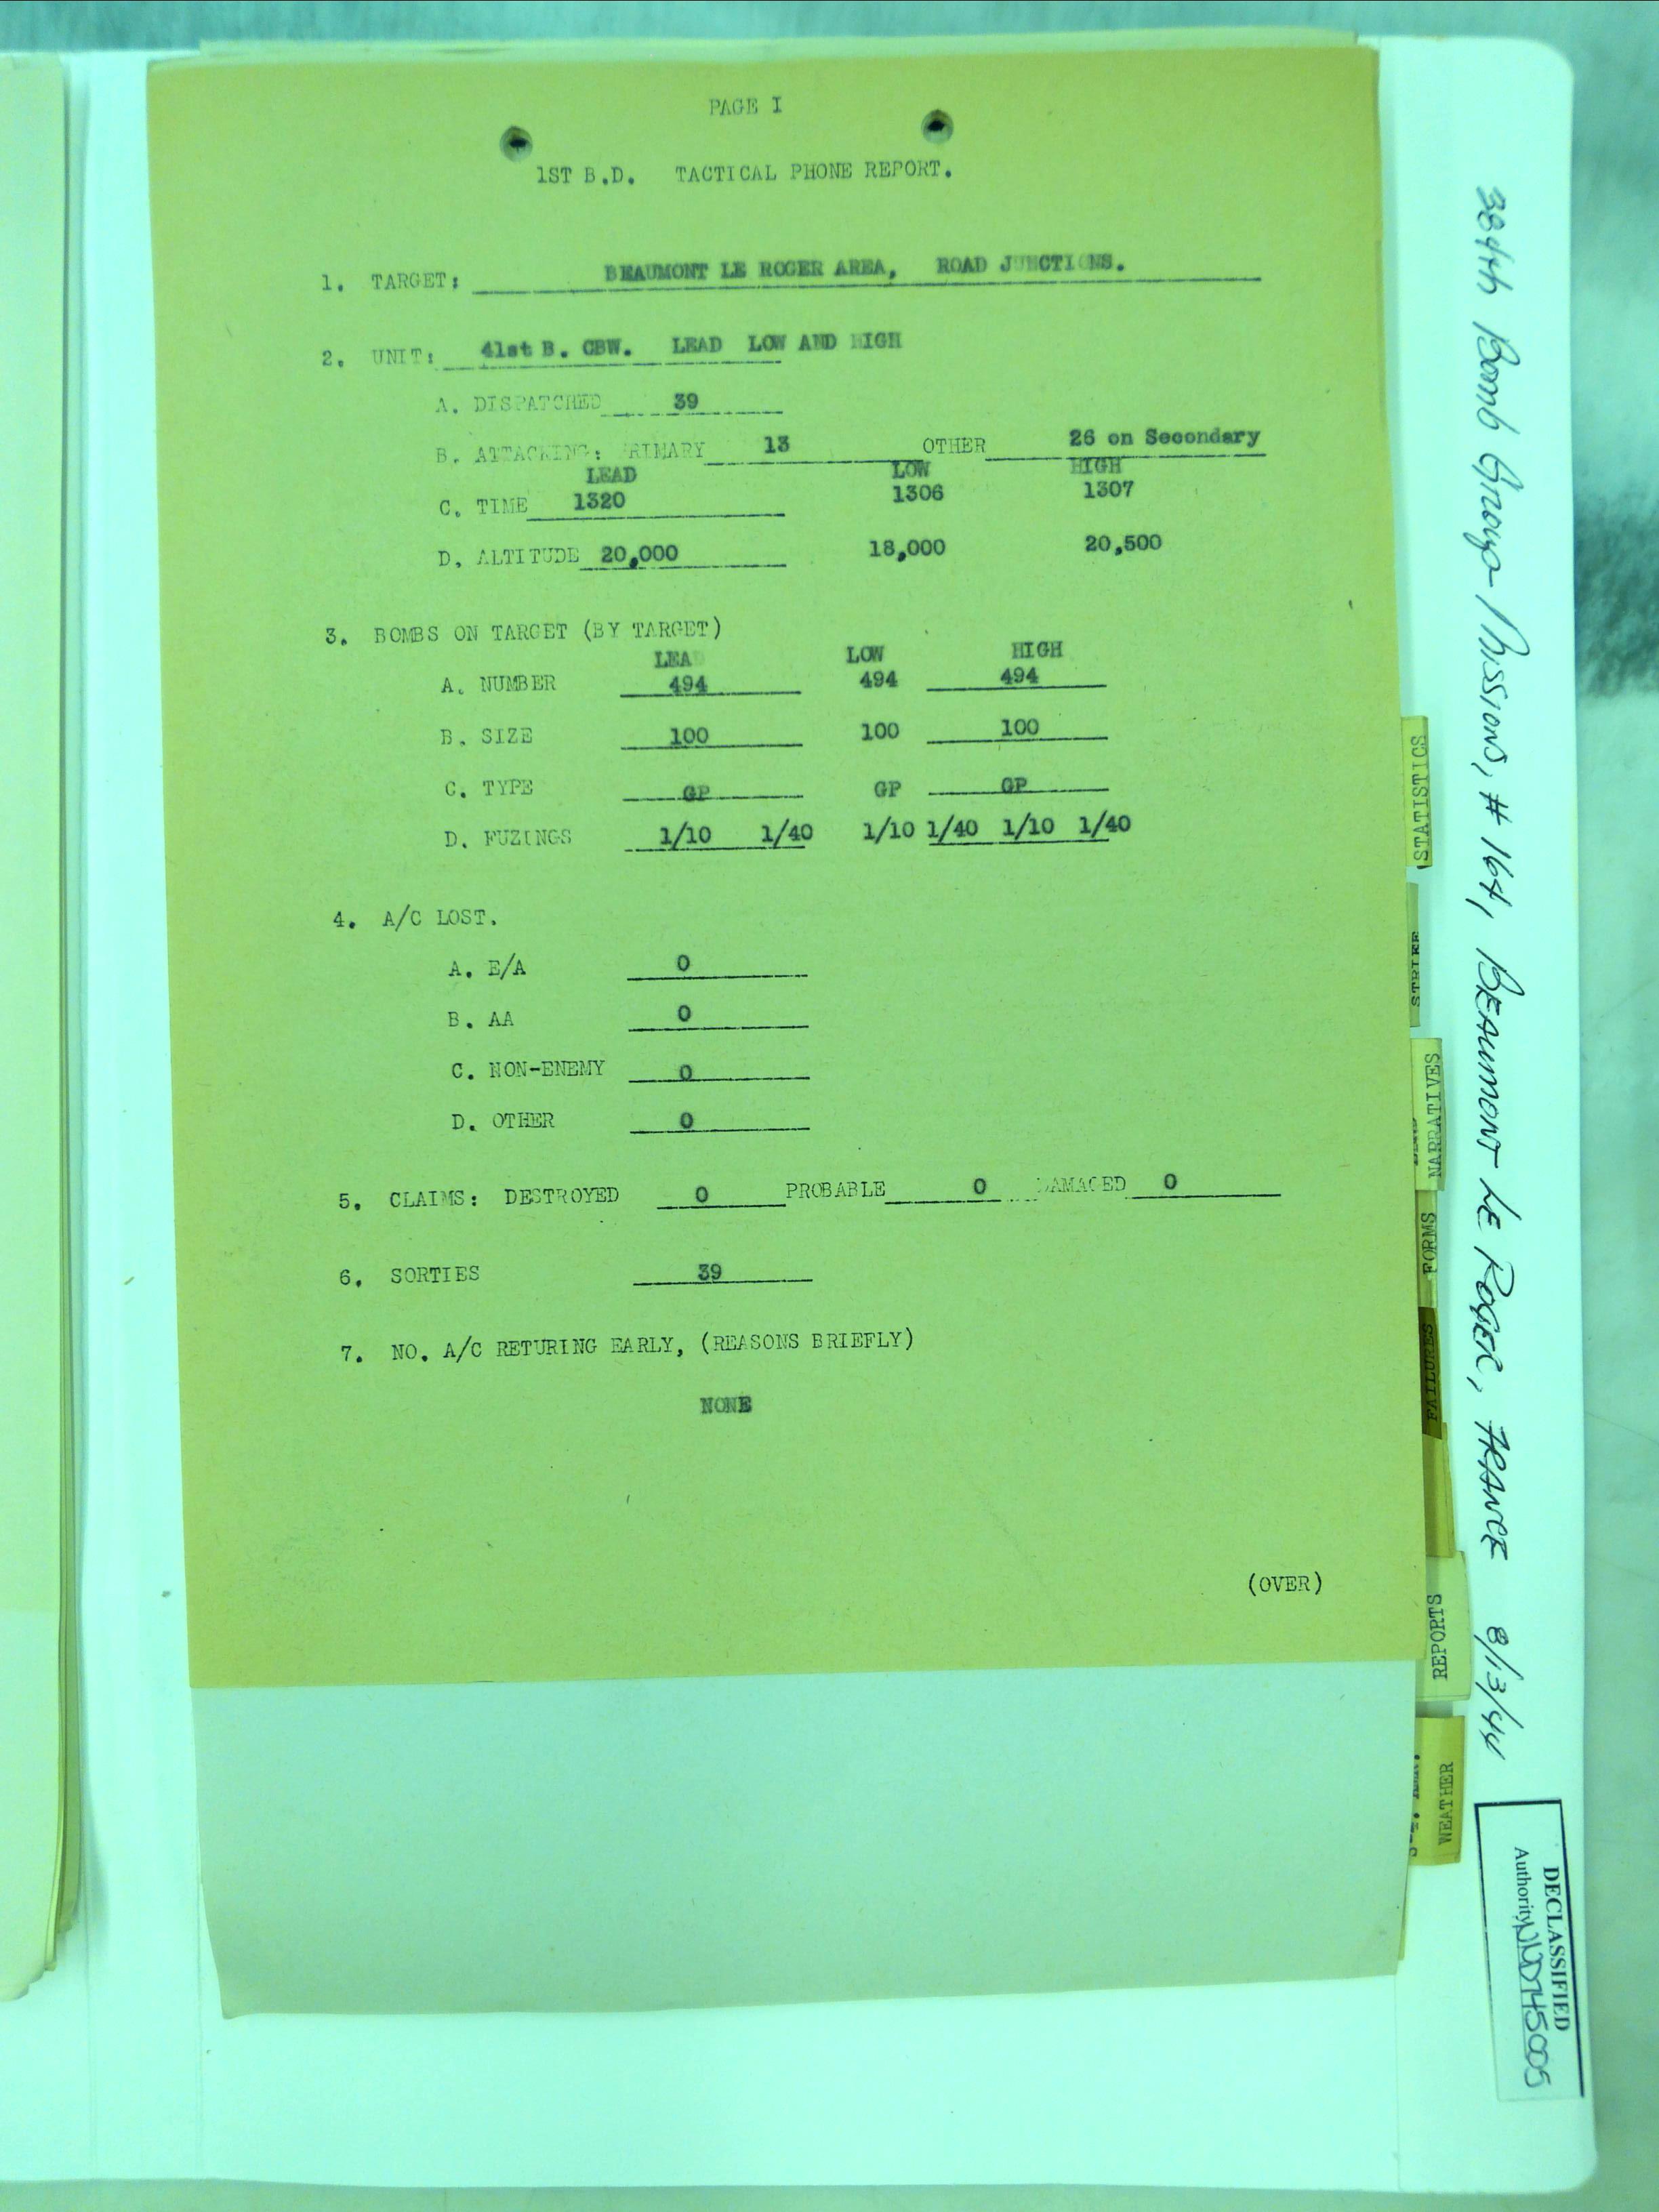 PAGE I
1ST B.D. TACTICAL PHONE REPORT.
1. TARGET: BEAUMONT LE ROGER AREA, ROAD JUNCTIONS.
2. UNIT: 41st B. CBW. LEAD LOW AND HIGH
A. DISPATCHED 39
B. ATTACKING: PRIMARY 13 OTHER 26 on Secondary
LEAD LOW HIGH
C. TIME 1320 1306 1307
D. ALTITUDE 20,000 18,000 20,500
3. BOMBS ON TARGET (BY TARGET)
LEAD LOW HIGH
A. NUMBER 494 494 494
B. SIZE 100 100 100
C. TYPE GP GP GP
D. FUZINGS 1/10 1/40 1/10 1/40 1/10 1/40
4. A/C LOST.
A. E/A 0
B. AA 0
C. NON-ENEMY 0
D. OTHER 0
5. CLAIMS: DESTROYED 0 PROBABLE 0 DAMAGED 0
6. SORTIES 39
7. NO. A/C RETURING EARLY, (REASONS BRIEFLY)
NONE
(OVER)
STATISTICS
STRIKE
NARRATIVES
FORMS
FAILURES
REPORTS
WEATHER
384th Bomb Group Missions, # 164, BEAUMONT LE ROGER, FRANCE 8/13/44
DECLASSIFIED
Authority NND745005